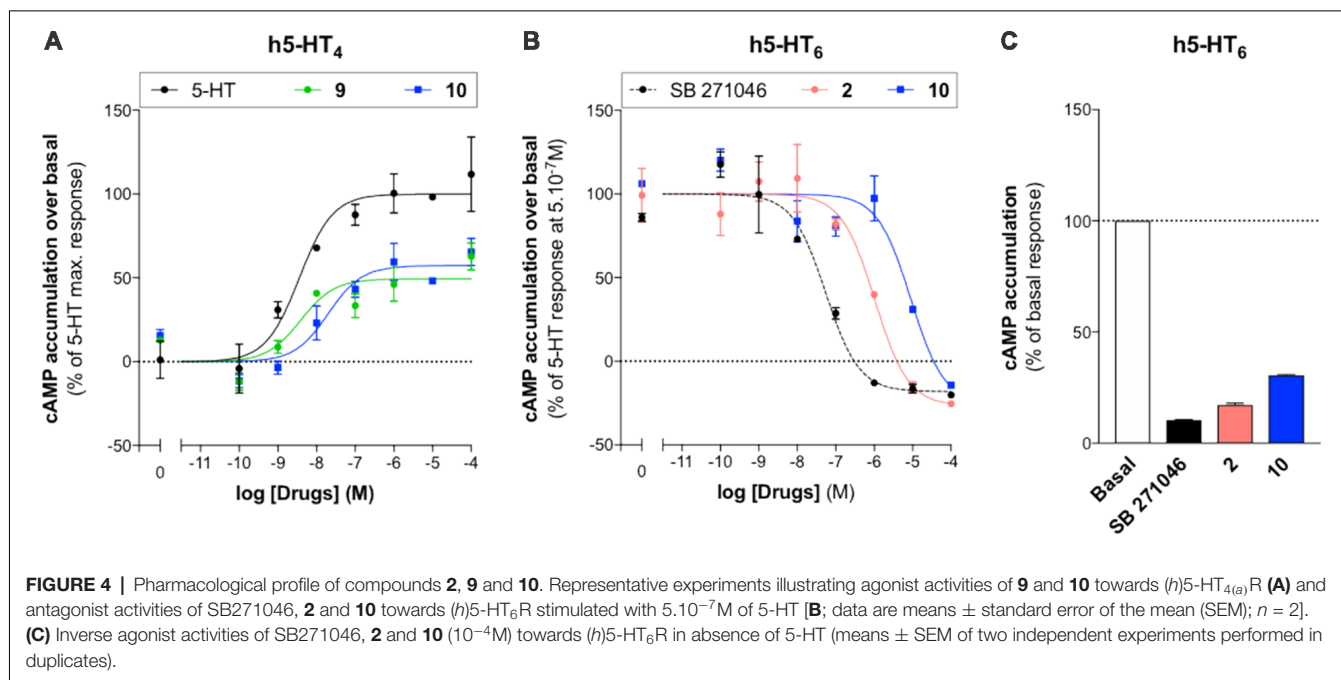 A
h5-HT4
5-HT 9 10
cAMP accumulation over basal
(% of 5-HT max. response)
150
100
50
0
-50
0 -11 -10 -9 -8 -7 -6 -5 -4
log [Drugs] (M)
B
h5-HT6
SB 271046 2 10
cAMP accumulation over basal
(% of 5-HT response at 5.10-7M)
150
100
50
0
-50
0 -11 -10 -9 -8 -7 -6 -5 -4
log [Drugs] (M)
C
h5-HT6
cAMP accumulation
(% of basal response)
150
100
50
0
Basal
SB 271046
2
10
FIGURE 4 | Pharmacological profile of compounds 2, 9 and 10. Representative experiments illustrating agonist activities of 9 and 10 towards (h)5-HT4(a)R (A) and
antagonist activities of SB271046, 2 and 10 towards (h)5-HT6R stimulated with 5.10−7M of 5-HT [B; data are means ± standard error of the mean (SEM); n = 2].
(C) Inverse agonist activities of SB271046, 2 and 10 (10−4M) towards (h)5-HT6R in absence of 5-HT (means ± SEM of two independent experiments performed in
duplicates).